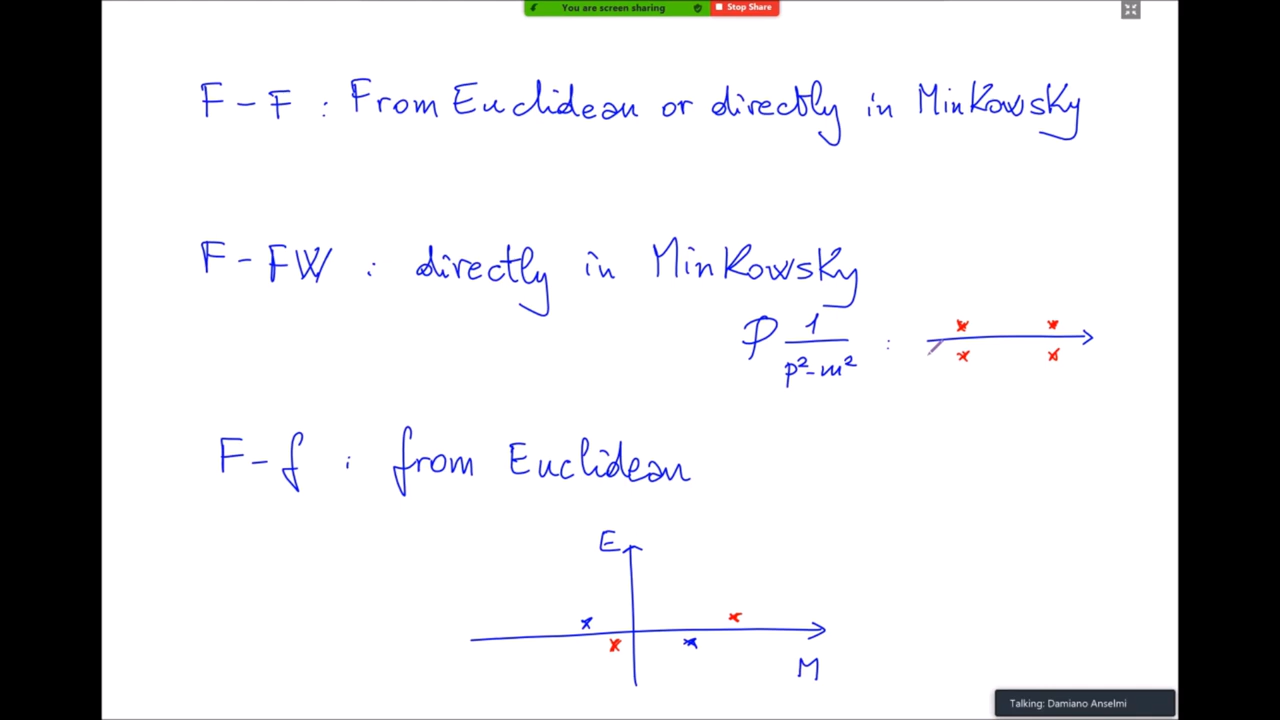 You are screen sharing Stop Share
F - F : From Euclidean or directly in Minkowsky
F - FW : directly in Minkowsky
P 1/(p²-m²) :
F - f : from Euclidean
E
M
Talking: Damiano Anselmi